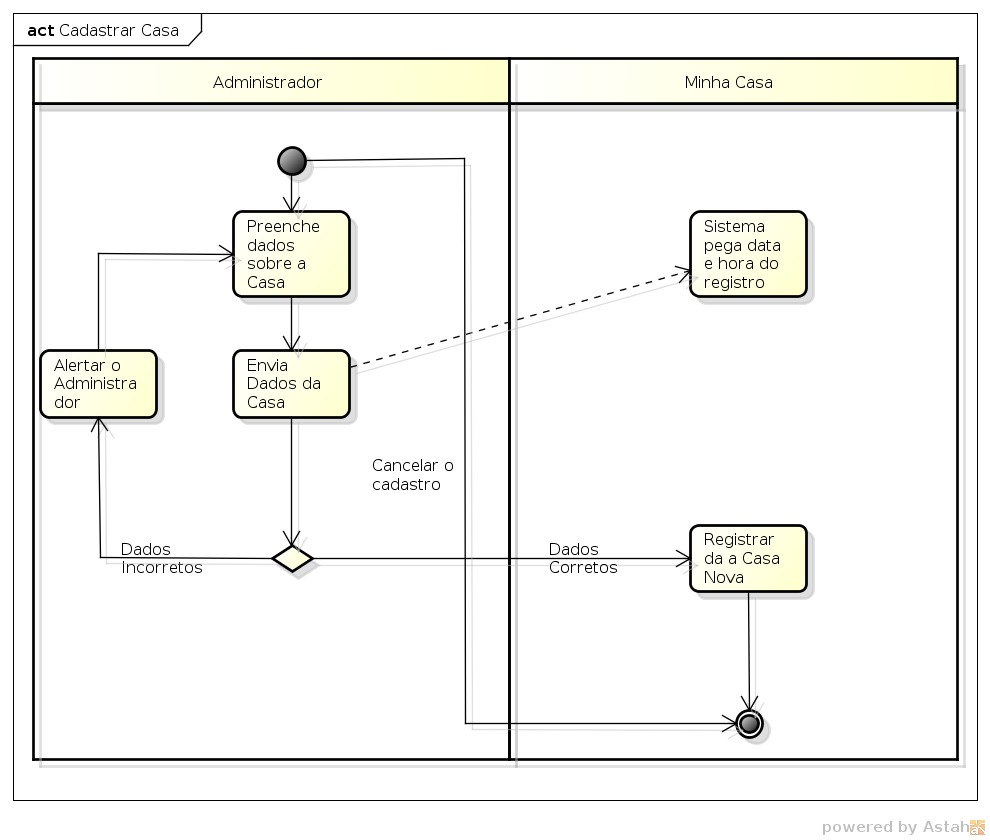 act Cadastrar Casa
Administrador
Minha Casa
Preenche
dados
sobre a
Casa
Sistema
pega data
e hora do
registro
Alertar o
Administra
dor
Envia
Dados da
Casa
Cancelar o
cadastro
Dados
Incorretos
Dados
Corretos
Registrar
da a Casa
Nova
powered by Astah